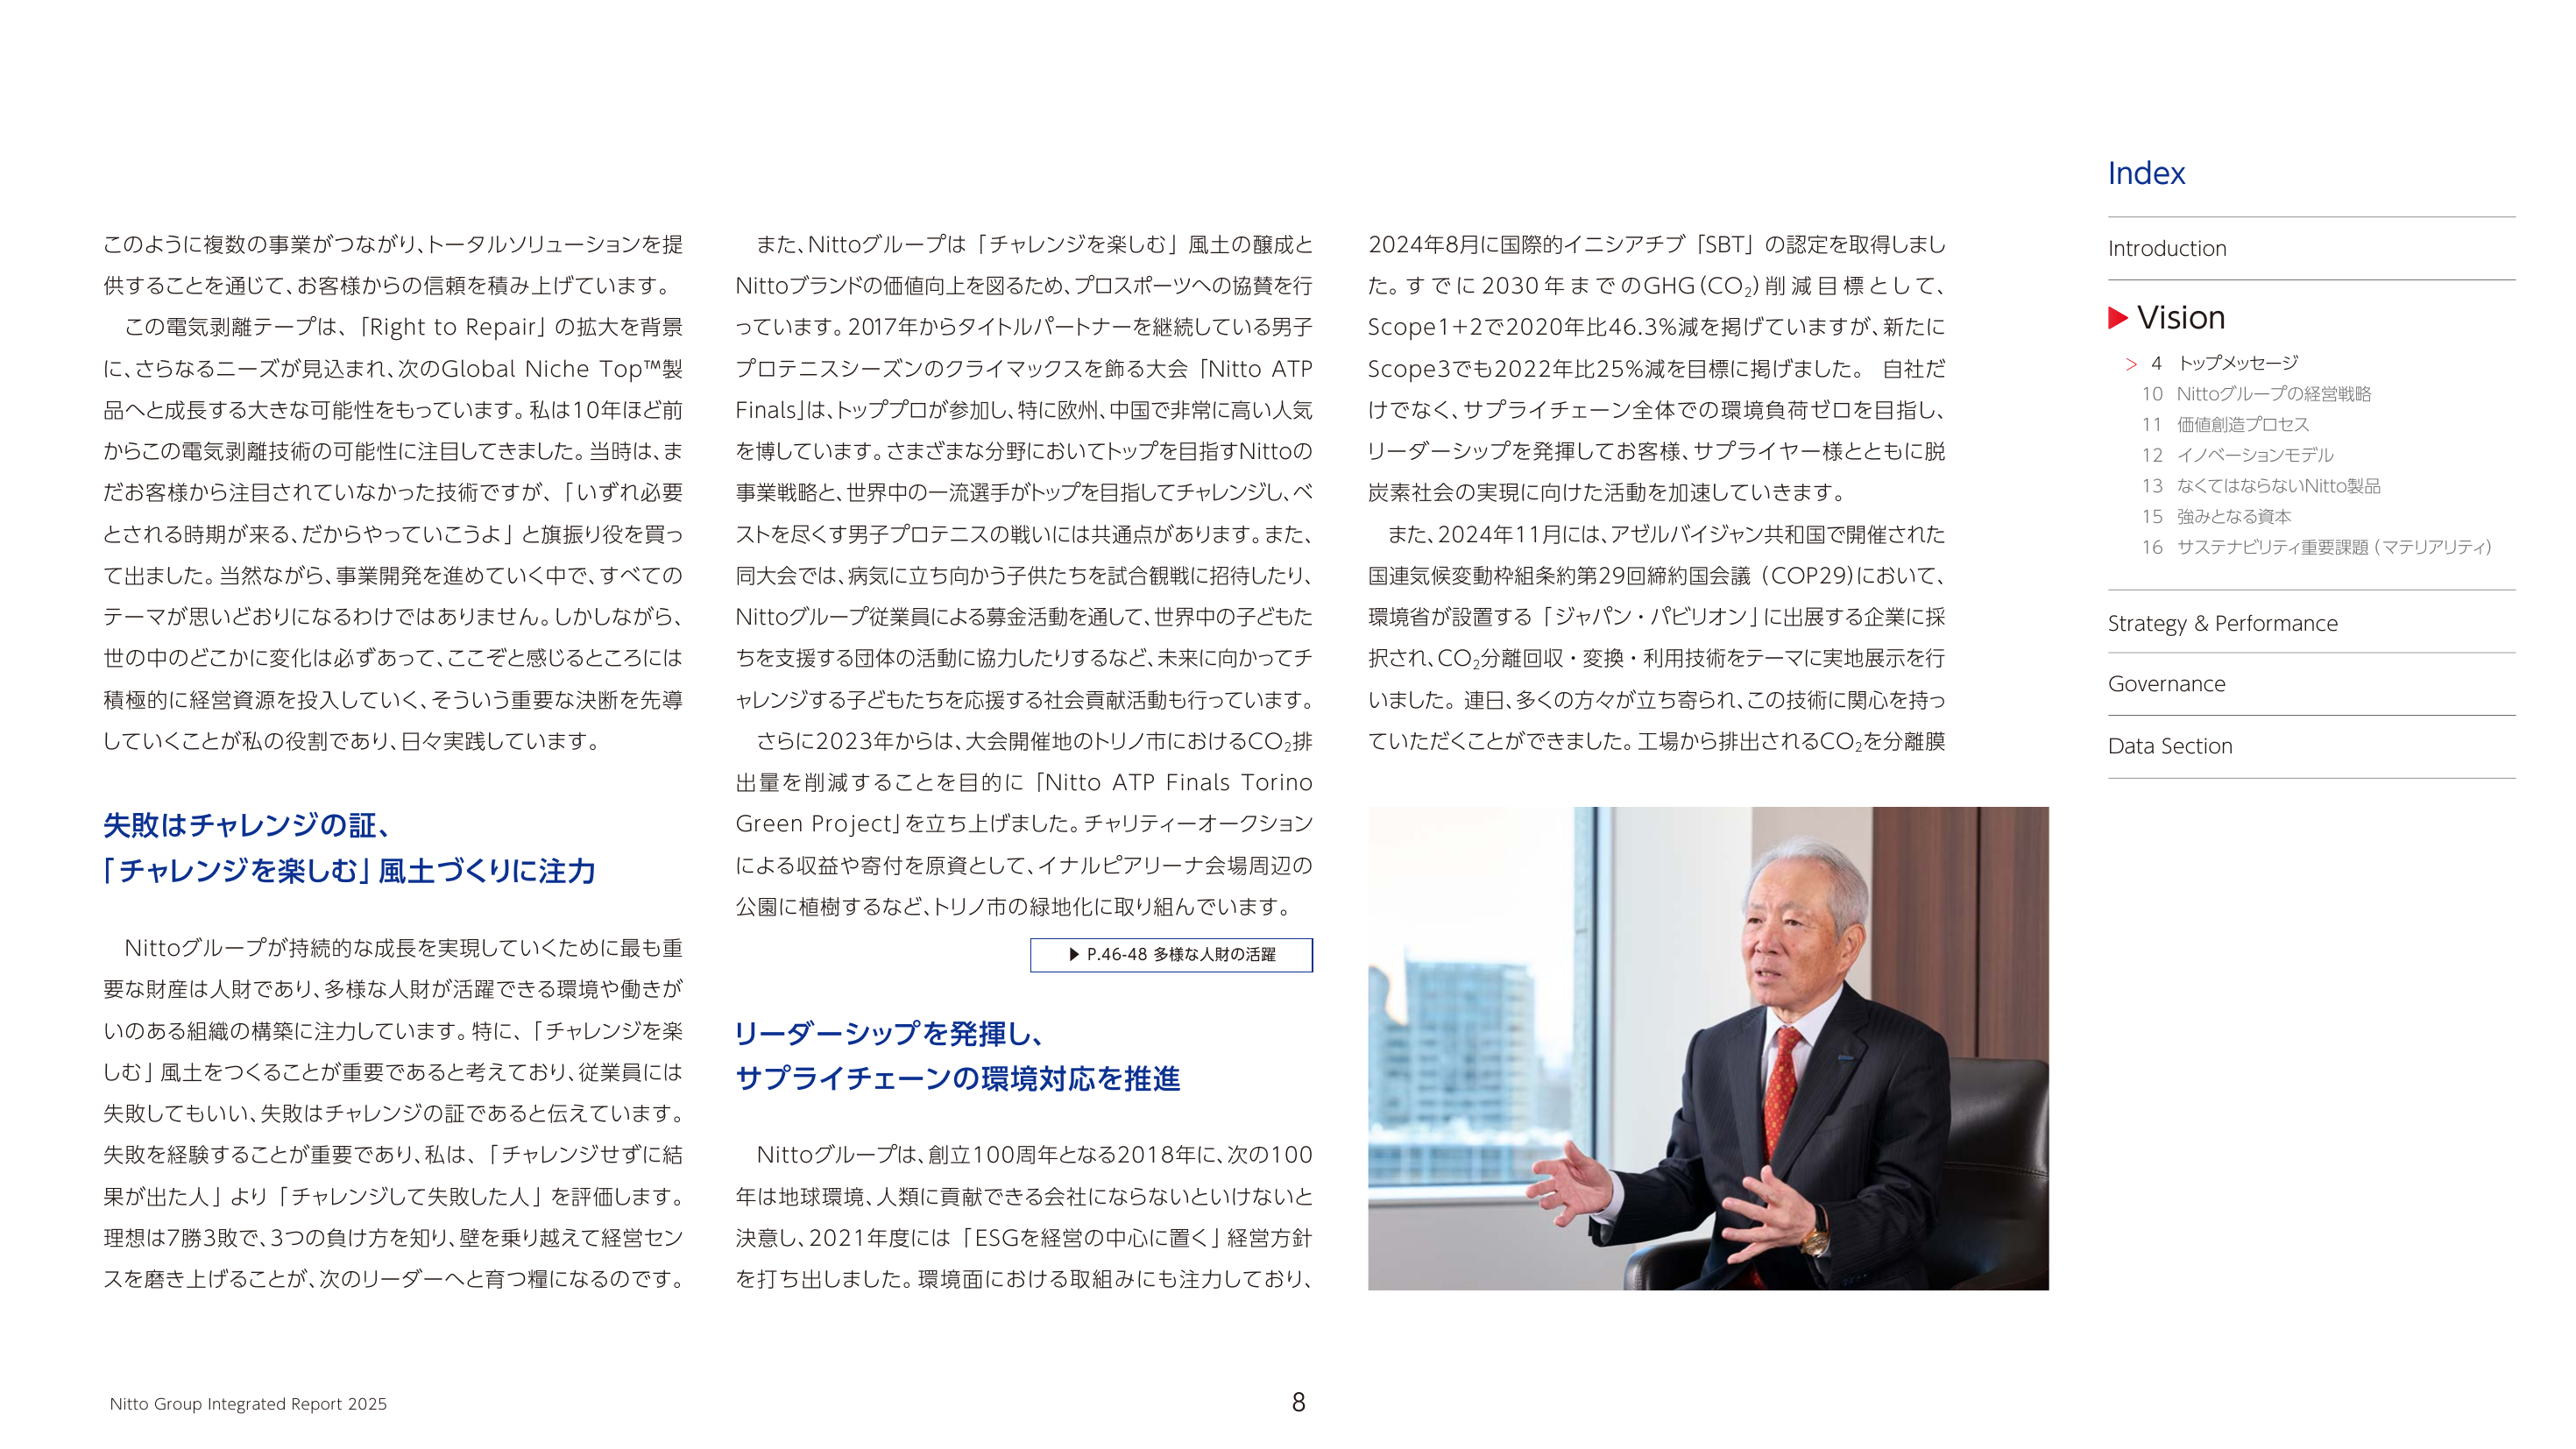 このように複数の事業がつながり、トータルソリューションを提
供することを通じて、お客様からの信頼を積み上げています。
この電気剥離テープは、「Right to Repair」の拡大を背景
に、さらなるニーズが見込まれ、次のGlobal Niche Top™製
品へと成長する大きな可能性をもっています。私は10年ほど前
からこの電気剥離技術の可能性に注目してきました。当時は、ま
だお客様から注目されていなかった技術ですが、「いずれ必要
とされる時期が来る、だからやっていこうよ」と旗振り役を買っ
て出ました。当然ながら、事業開発を進めていく中で、すべての
テーマが思いどおりになるわけではありません。しかしながら、
世の中のどこかに変化は必ずあって、ここぞと感じるところには
積極的に経営資源を投入していく、そういう重要な決断を先導
していくことが私の役割であり、日々実践しています。
失敗はチャレンジの証、
「チャレンジを楽しむ」風土づくりに注力
Nittoグループが持続的な成長を実現していくために最も重
要な財産は人財であり、多様な人財が活躍できる環境や働きが
いのある組織の構築に注力しています。特に、「チャレンジを楽
しむ」風土をつくることが重要であると考えており、従業員には
失敗してもいい、失敗はチャレンジの証であると伝えています。
失敗を経験することが重要であり、私は、「チャレンジせずに結
果が出た人」より「チャレンジして失敗した人」を評価します。
理想は7勝3敗で、3つの負け方を知り、壁を乗り越えて経営セン
スを磨き上げることが、次のリーダーへと育つ糧になるのです。
また、Nittoグループは「チャレンジを楽しむ」風土の醸成と
Nittoブランドの価値向上を図るため、プロスポーツへの協賛を行
っています。2017年からタイトルパートナーを継続している男子
プロテニスシーズンのクライマックスを飾る大会「Nitto ATP
Finals」は、トッププロが参加し、特に欧州、中国で非常に高い人気
を博しています。さまざまな分野においてトップを目指すNittoの
事業戦略と、世界中の一流選手がトップを目指してチャレンジし、ベ
ストを尽くす男子プロテニスの戦いには共通点があります。また、
同大会では、病気に立ち向かう子供たちを試合観戦に招待したり、
Nittoグループ従業員による募金活動を通して、世界中の子どもた
ちを支援する団体の活動に協力したりするなど、未来に向かってチ
ャレンジする子どもたちを応援する社会貢献活動も行っています。
さらに2023年からは、大会開催地のトリノ市におけるCO₂排
出量を削減することを目的に「Nitto ATP Finals Torino
Green Project」を立ち上げました。チャリティーオークション
による収益や寄付を原資として、イナルピアリーナ会場周辺の
公園に植樹するなど、トリノ市の緑地化に取り組んでいます。
▶ P.46-48 多様な人財の活躍
リーダーシップを発揮し、
サプライチェーンの環境対応を推進
Nittoグループは、創立100周年となる2018年に、次の100
年は地球環境、人類に貢献できる会社にならないといけないと
決意し、2021年度には「ESGを経営の中心に置く」経営方針
を打ち出しました。環境面における取組みにも注力しており、
2024年8月に国際的イニシアチブ「SBT」の認定を取得しまし
た。すでに2030年までのGHG(CO₂)削減目標として、
Scope1+2で2020年比46.3%減を掲げていますが、新たに
Scope3でも2022年比25%減を目標に掲げました。 自社だ
けでなく、サプライチェーン全体での環境負荷ゼロを目指し、
リーダーシップを発揮してお客様、サプライヤー様とともに脱
炭素社会の実現に向けた活動を加速していきます。
また、2024年11月には、アゼルバイジャン共和国で開催された
国連気候変動枠組条約第29回締約国会議（COP29)において、
環境省が設置する「ジャパン・パビリオン」に出展する企業に採
択され、CO₂分離回収・変換・利用技術をテーマに実地展示を行
いました。連日、多くの方々が立ち寄られ、この技術に関心を持っ
ていただくことができました。工場から排出されるCO₂を分離膜
Index
Introduction
▶ Vision
> 4 トップメッセージ
10 Nittoグループの経営戦略
11 価値創造プロセス
12 イノベーションモデル
13 なくてはならないNitto製品
15 強みとなる資本
16 サステナビリティ重要課題（マテリアリティ）
Strategy & Performance
Governance
Data Section
Nitto Group Integrated Report 2025
8